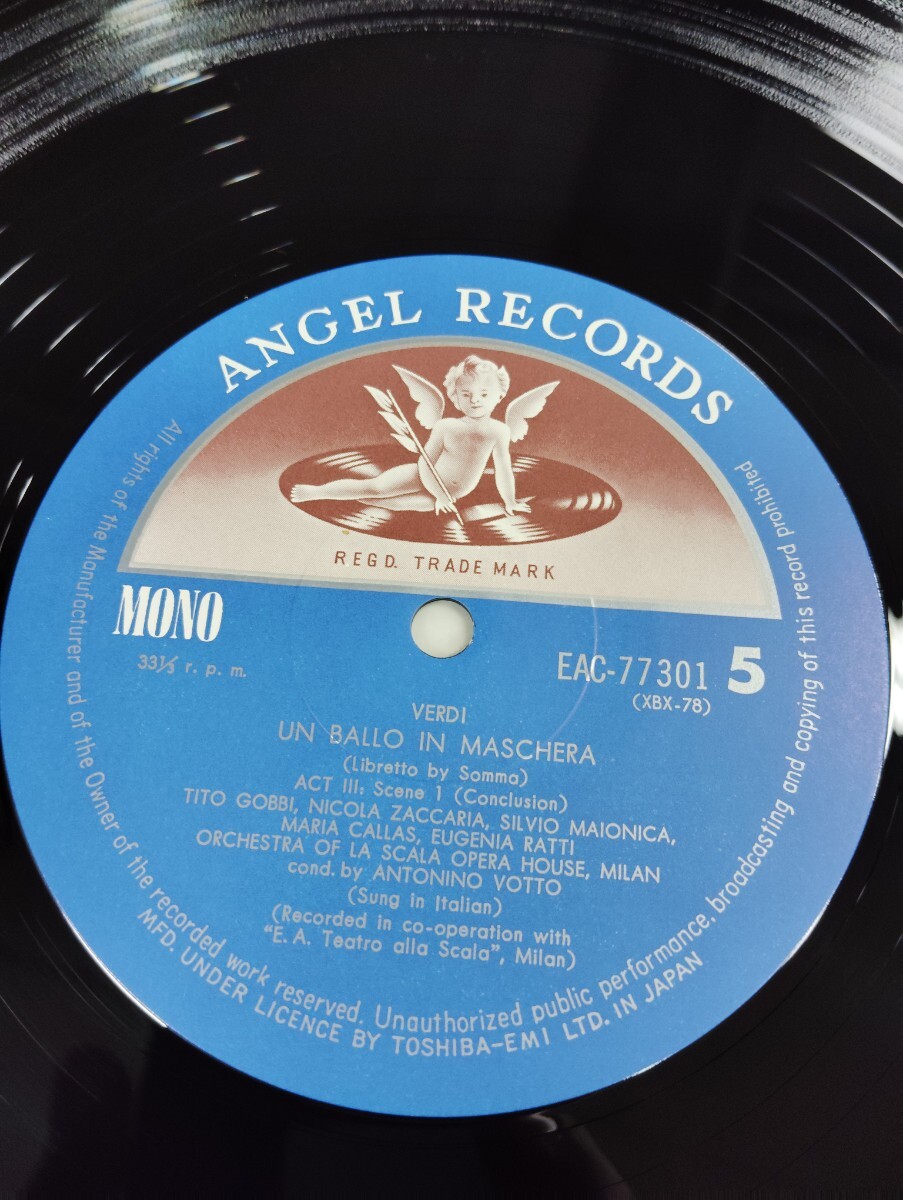 ANGEL RECORDS
REGD. TRADE MARK
MONO
33⅓ r. p. m.
EAC-77301 5
(XBX-78)
VERDI
UN BALLO IN MASCHERA
(Libretto by Somma)
ACT III: Scene 1 (Conclusion)
TITO GOBBI, NICOLA ZACCARIA, SILVIO MAIONICA,
MARIA CALLAS, EUGENIA RATTI
ORCHESTRA OF LA SCALA OPERA HOUSE, MILAN
cond. by ANTONINO VOTTO
(Sung in Italian)
(Recorded in co-operation with
"E. A. Teatro alla Scala", Milan)
All rights of the Manufacturer and of the Owner of the recorded work reserved. Unauthorized public performance, broadcasting and copying of this record prohibited
MFD. UNDER LICENCE BY TOSHIBA-EMI LTD. IN JAPAN